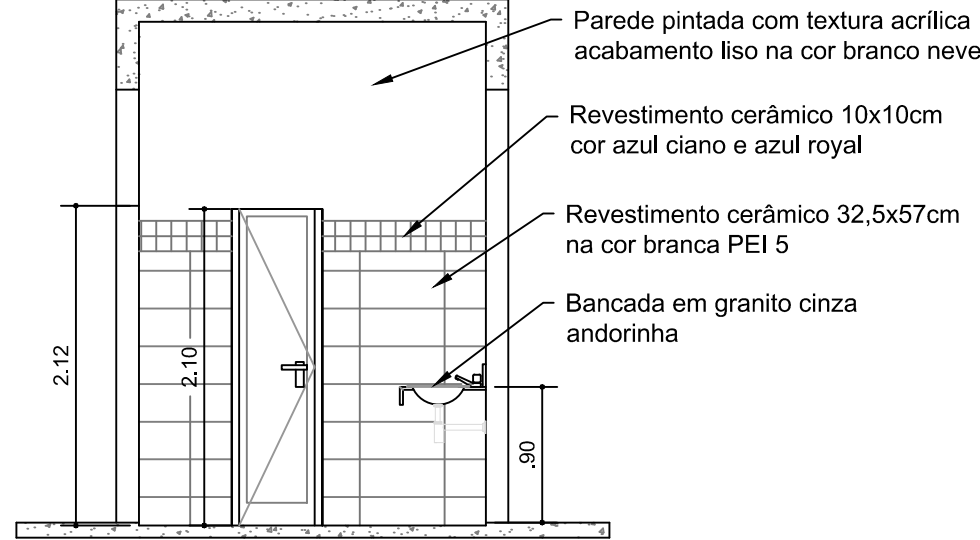 Parede pintada com textura acrílica
acabamento liso na cor branco neve
Revestimento cerâmico 10x10cm
cor azul ciano e azul royal
Revestimento cerâmico 32,5x57cm
na cor branca PEI 5
Bancada em granito cinza
andorinha
2.12
2.10
.90